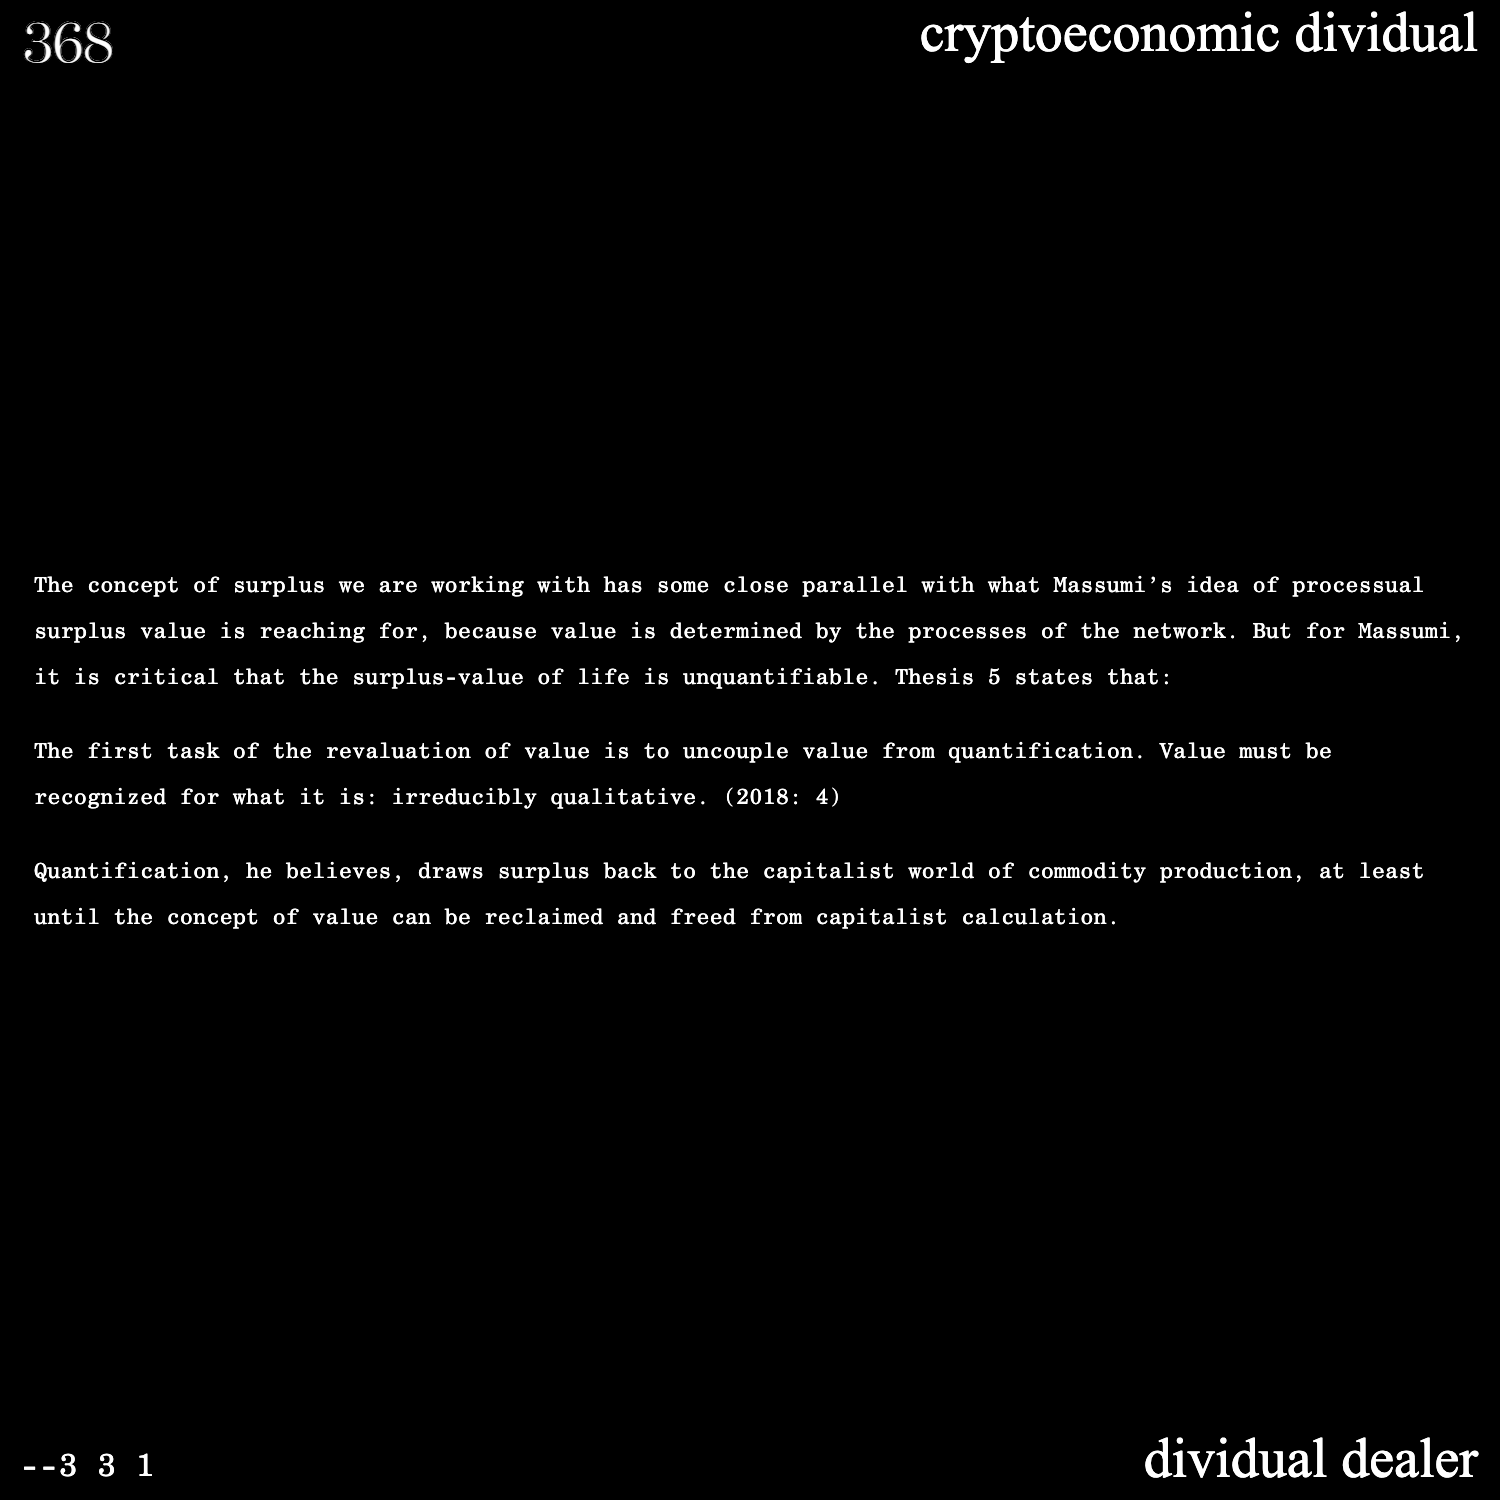 368
cryptoeconomic dividual
The concept of surplus we are working with has some close parallel with what Massumi’s idea of processual
surplus value is reaching for, because value is determined by the processes of the network. But for Massumi,
it is critical that the surplus-value of life is unquantifiable. Thesis 5 states that:
The first task of the revaluation of value is to uncouple value from quantification. Value must be
recognized for what it is: irreducibly qualitative. (2018: 4)
Quantification, he believes, draws surplus back to the capitalist world of commodity production, at least
until the concept of value can be reclaimed and freed from capitalist calculation.
--3 3 1
dividual dealer